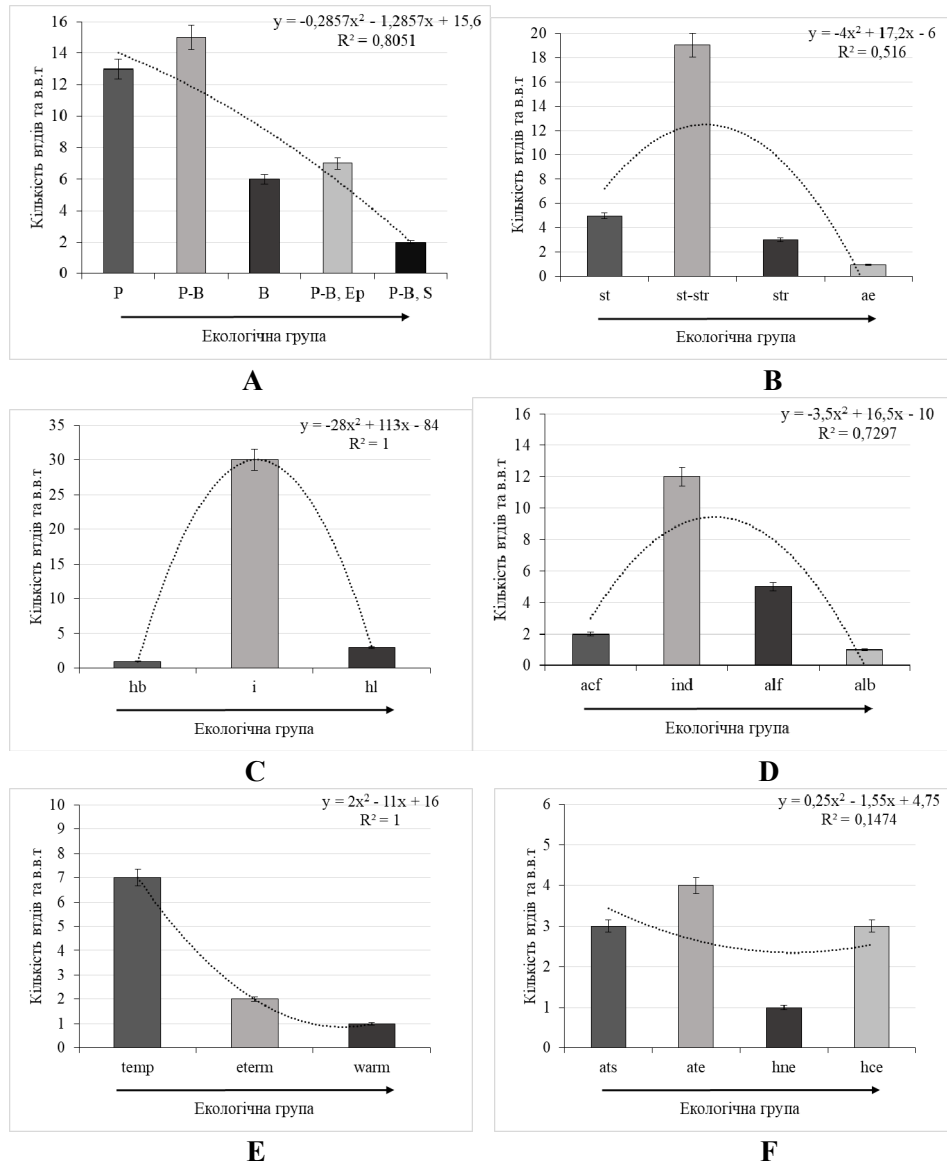 y = -0,2857x² - 1,2857x + 15,6
R² = 0,8051
Кількість втдів та в.в.т
16
14
12
10
8
6
4
2
0
P P-B B P-B, Ep P-B, S
Екологічна група
A
y = -4x² + 17,2x - 6
R² = 0,516
Кількість втдів та в.в.т
20
18
16
14
12
10
8
6
4
2
0
st st-str str ae
Екологічна група
B
y = -28x² + 113x - 84
R² = 1
Кількість втдів та в.в.т
35
30
25
20
15
10
5
0
hb i hl
Екологічна група
C
y = -3,5x² + 16,5x - 10
R² = 0,7297
Кількість втдів та в.в.т
16
14
12
10
8
6
4
2
0
acf ind alf alb
Екологічна група
D
y = 2x² - 11x + 16
R² = 1
Кількість втдів та в.в.т
10
9
8
7
6
5
4
3
2
1
0
temp eterm warm
Екологічна група
E
y = 0,25x² - 1,55x + 4,75
R² = 0,1474
Кількість втдів та в.в.т
6
5
4
3
2
1
0
ats ate hne hce
Екологічна група
F